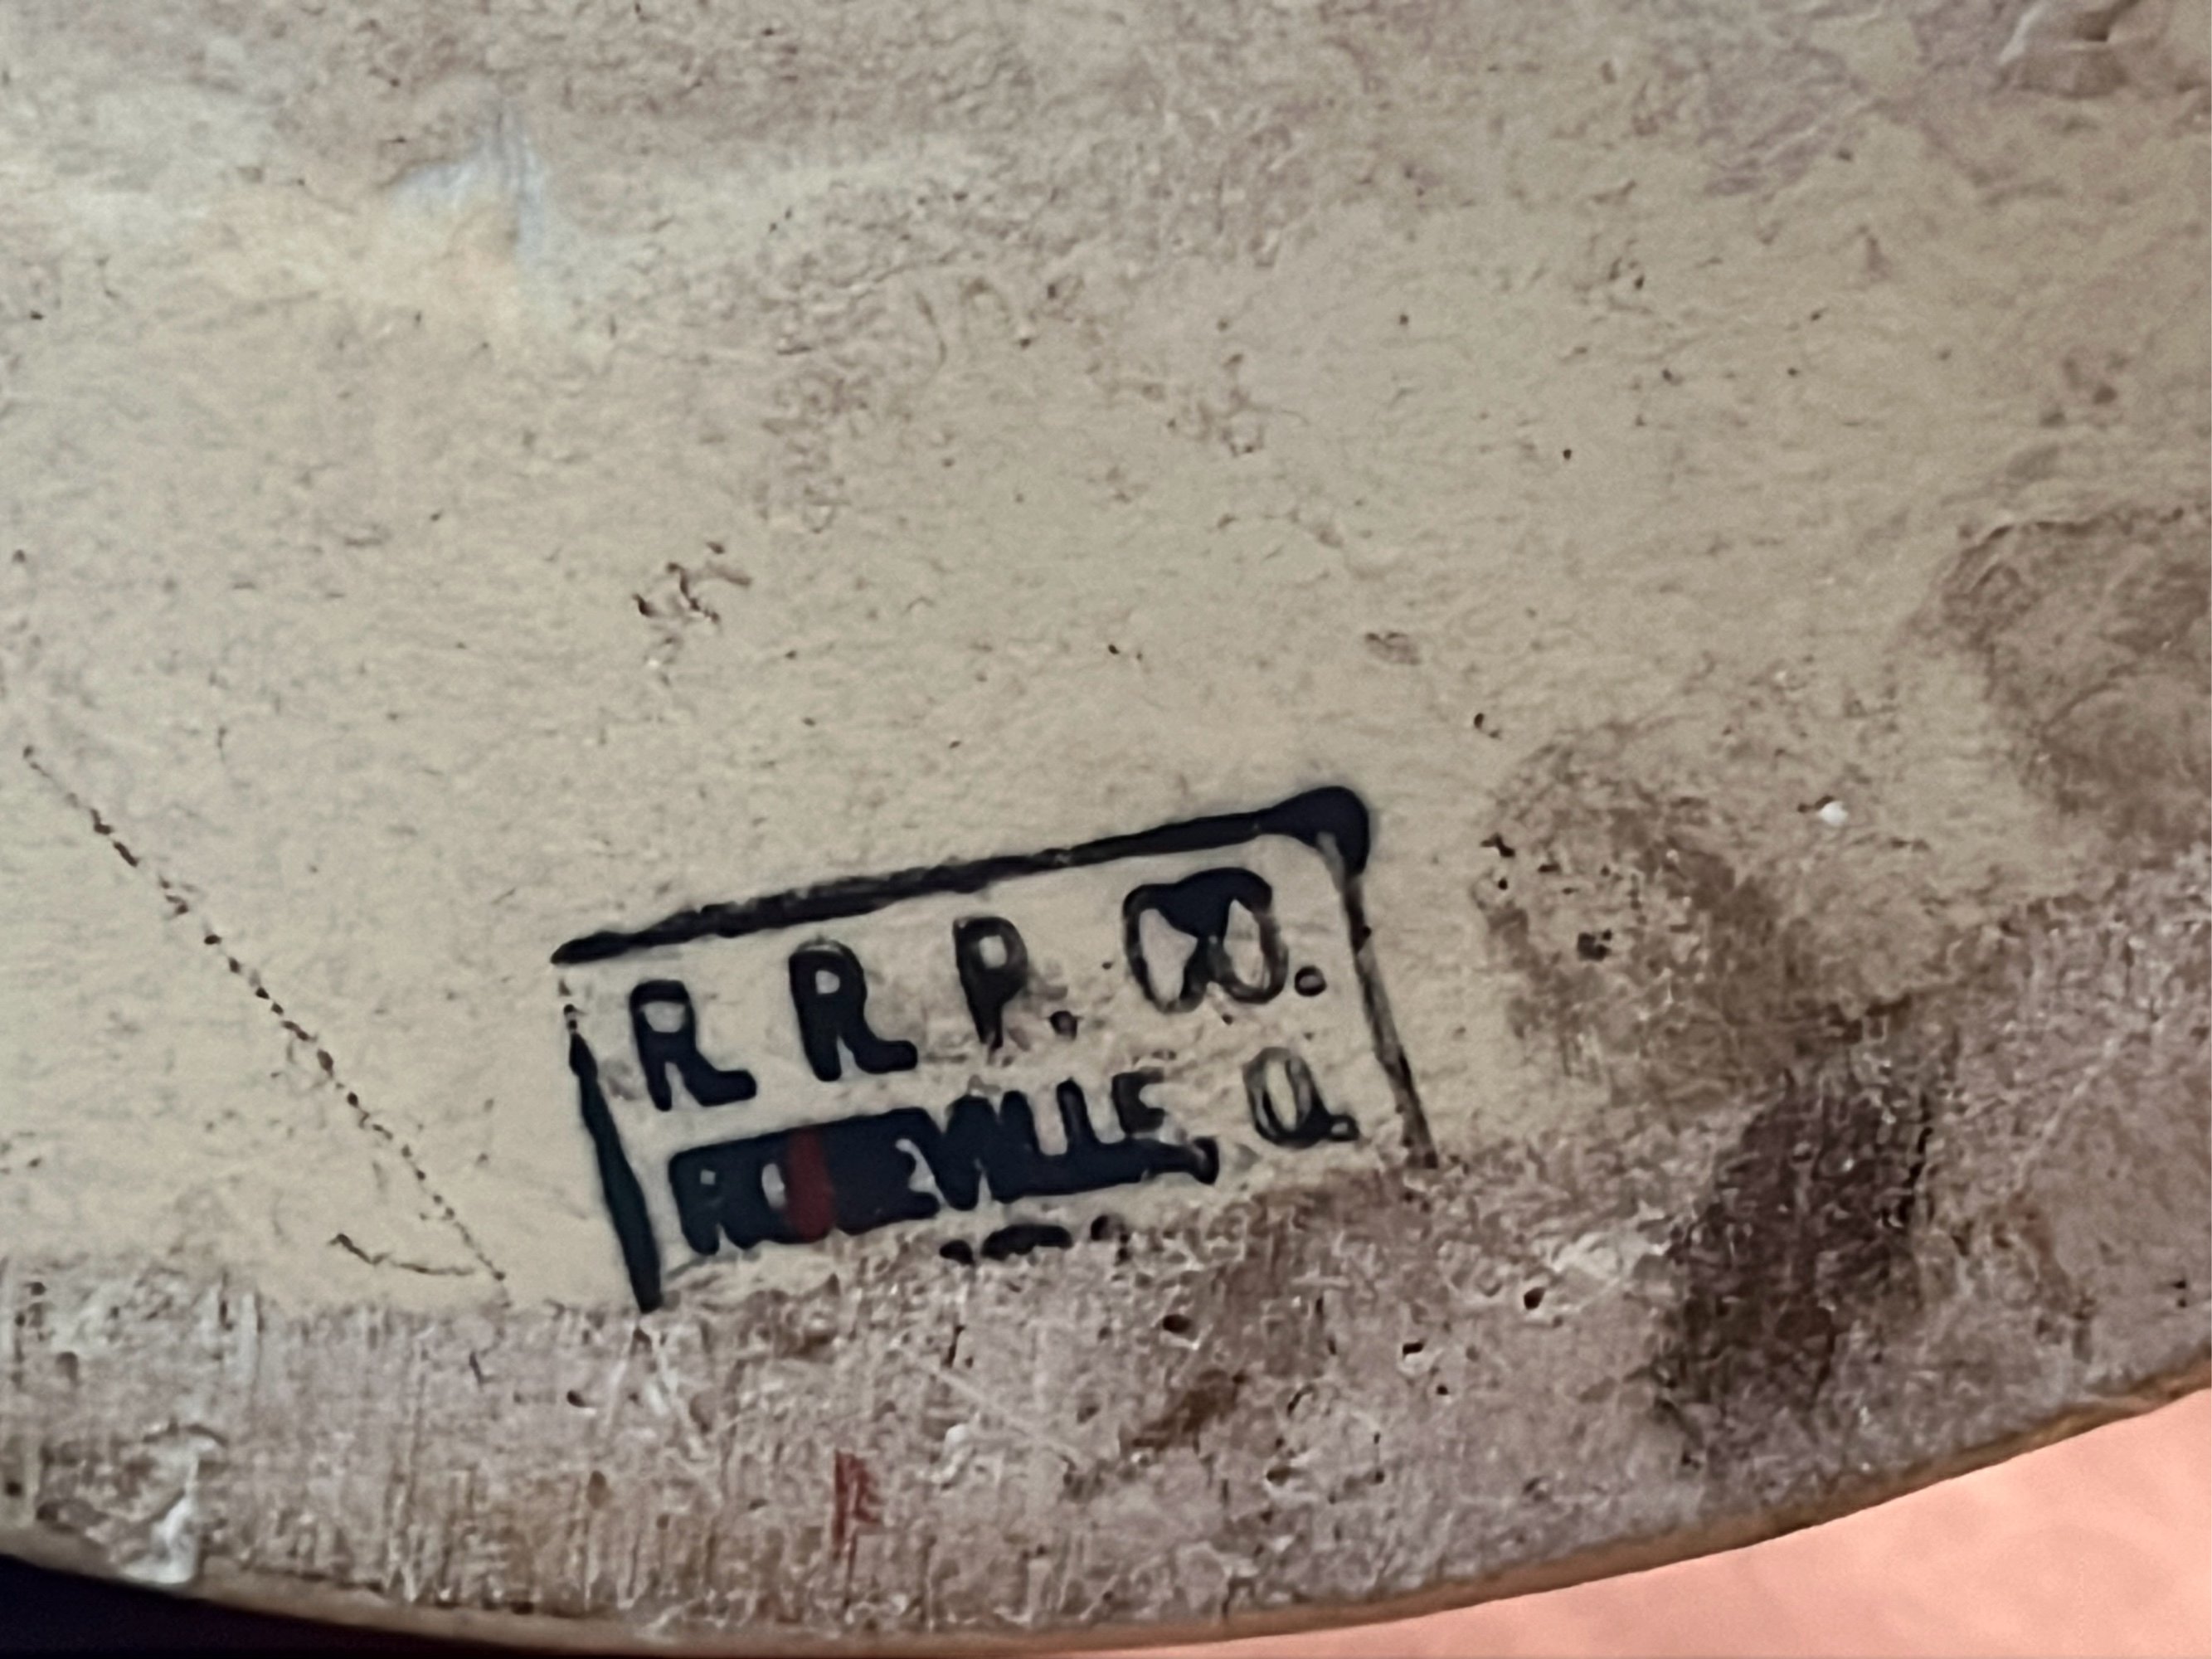 R R P. CO.
ROSEVILLE, O.